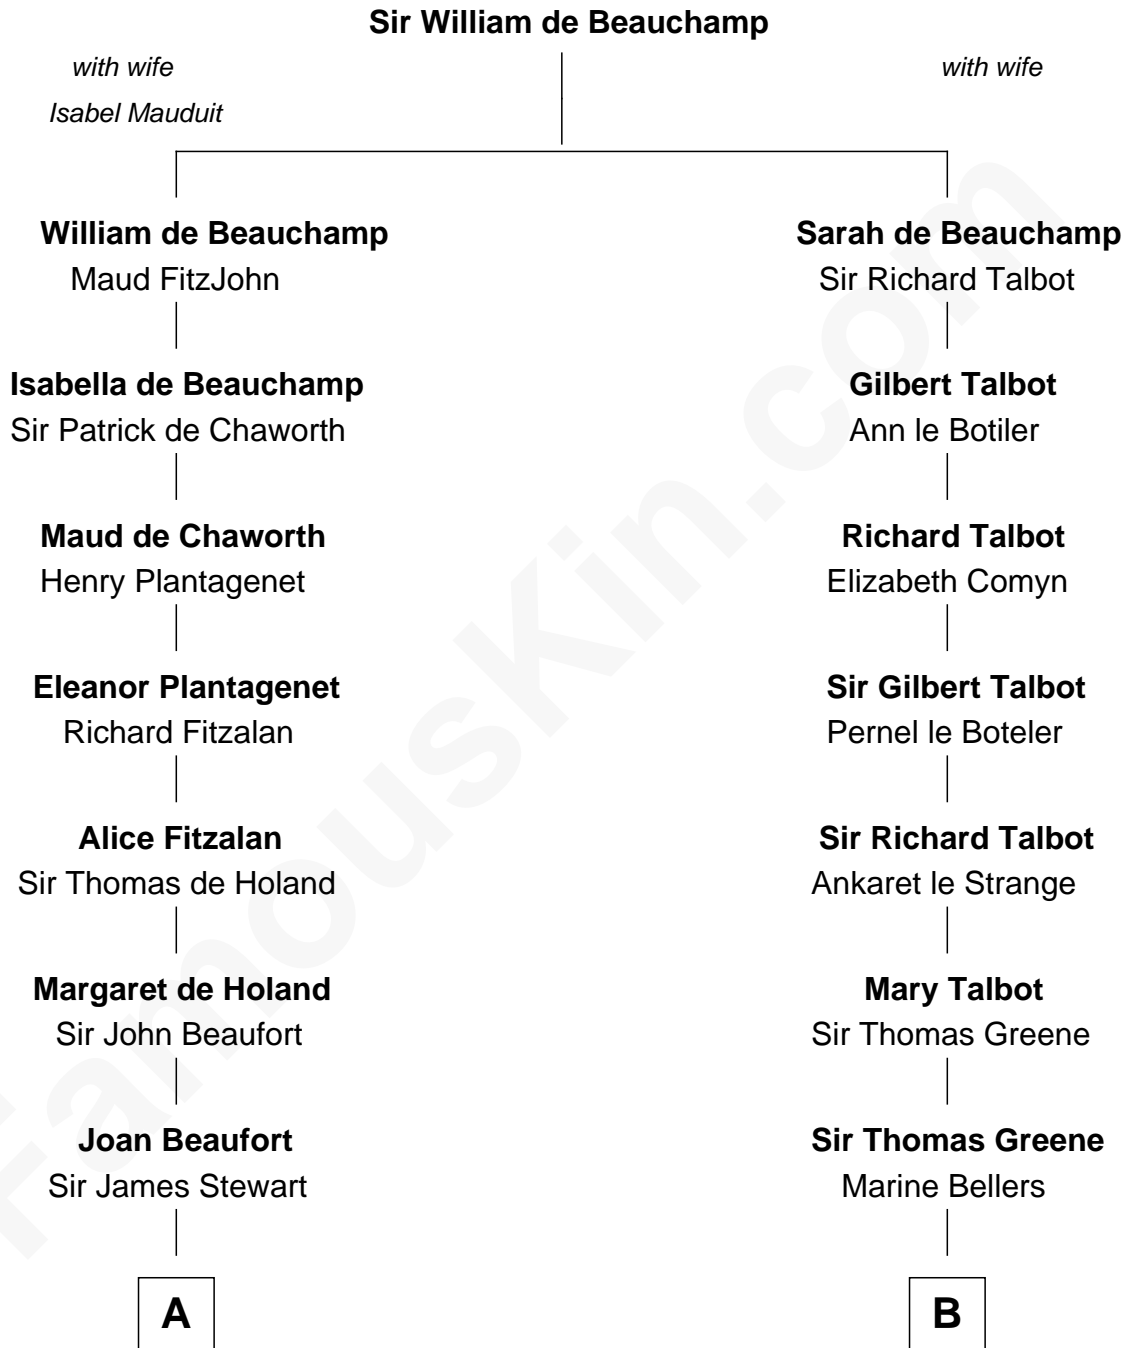 Sir William de Beauchamp
with wife
Isabel Mauduit
with wife
William de Beauchamp
Maud FitzJohn
Sarah de Beauchamp
Sir Richard Talbot
Isabella de Beauchamp
Sir Patrick de Chaworth
Gilbert Talbot
Ann le Botiler
Maud de Chaworth
Henry Plantagenet
Richard Talbot
Elizabeth Comyn
Eleanor Plantagenet
Richard Fitzalan
Sir Gilbert Talbot
Pernel le Boteler
Alice Fitzalan
Sir Thomas de Holand
Sir Richard Talbot
Ankaret le Strange
Margaret de Holand
Sir John Beaufort
Mary Talbot
Sir Thomas Greene
Joan Beaufort
Sir James Stewart
Sir Thomas Greene
Marine Bellers
A
B
FamousKin.com